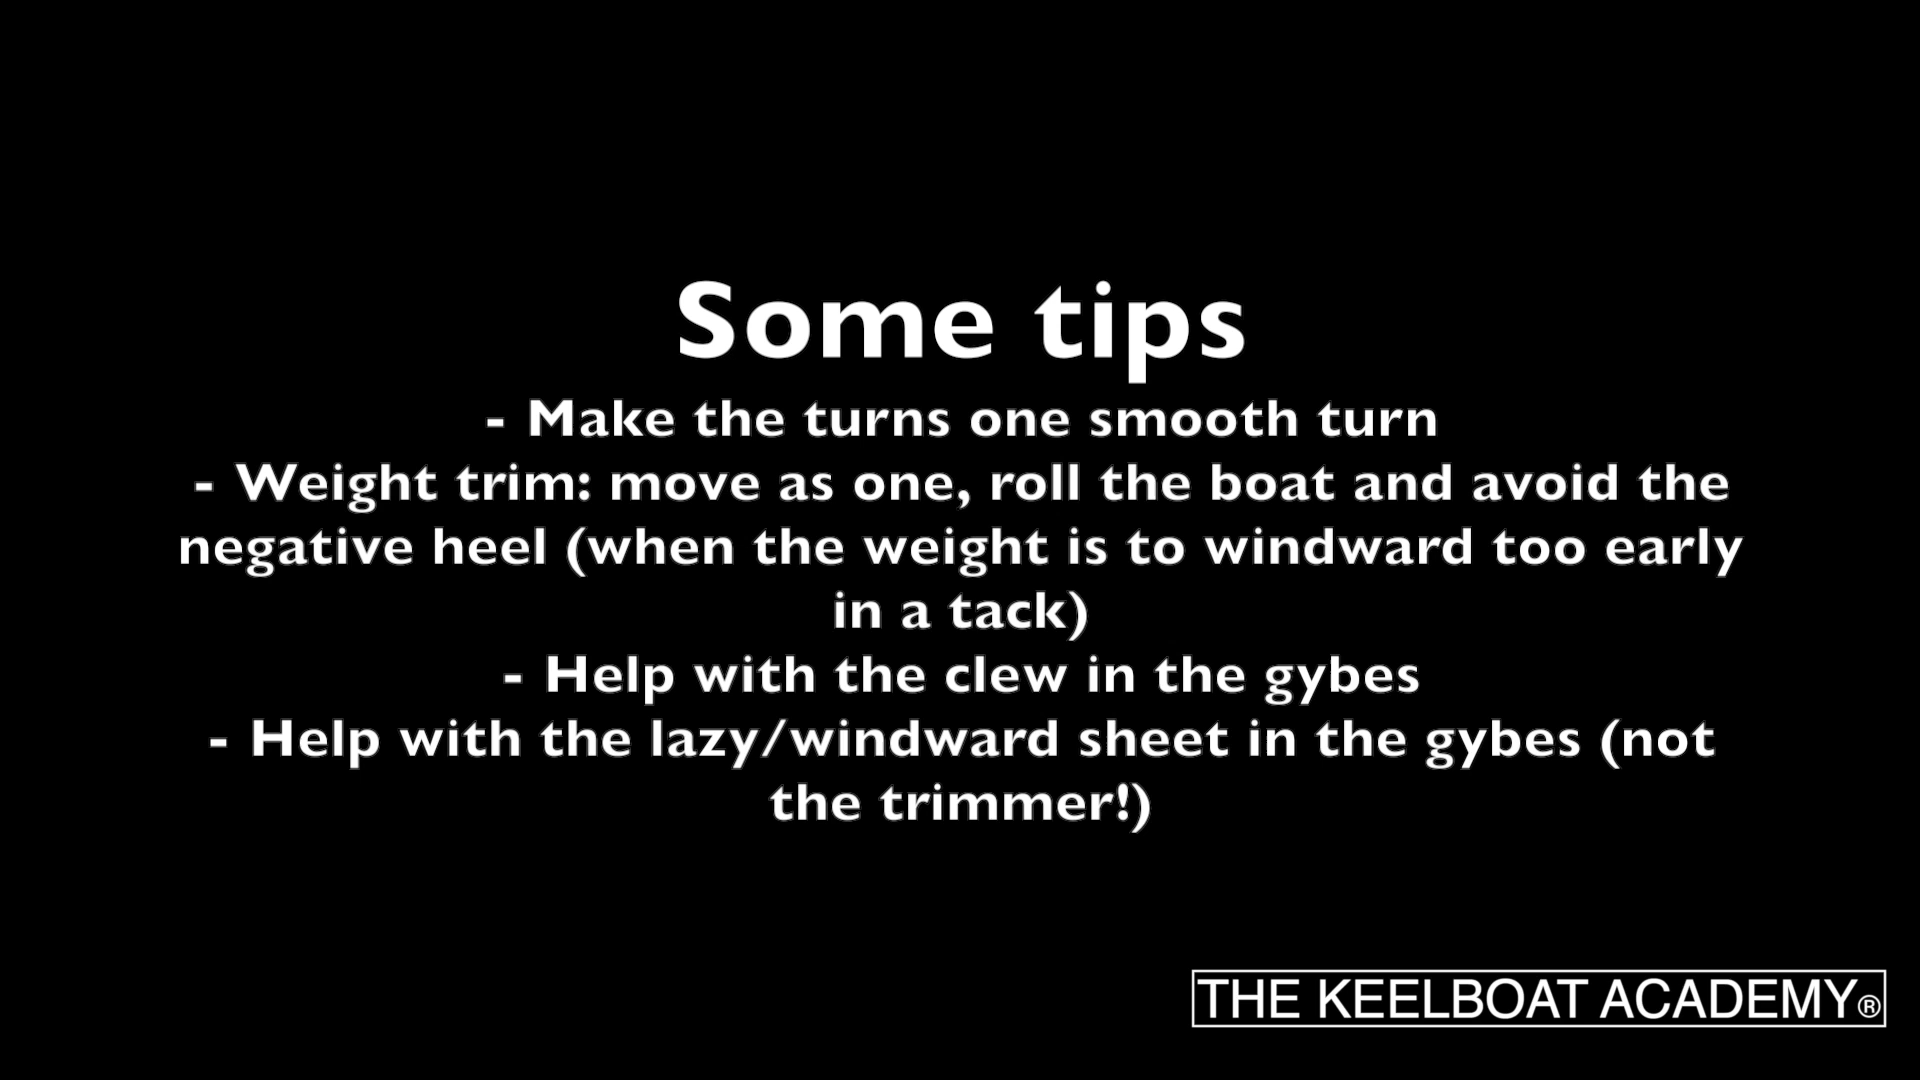 Some tips
- Make the turns one smooth turn
- Weight trim: move as one, roll the boat and avoid the
negative heel (when the weight is to windward too early
in a tack)
- Help with the clew in the gybes
- Help with the lazy/windward sheet in the gybes (not
the trimmer!)
THE KEELBOAT ACADEMY®